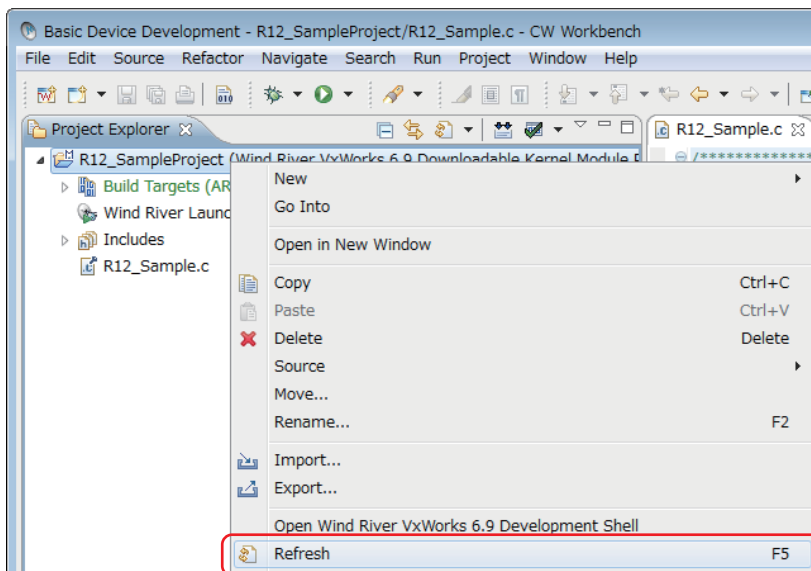 Basic Device Development - R12_SampleProject/R12_Sample.c - CW Workbench
File Edit Source Refactor Navigate Search Run Project Window Help
010
Project Explorer
R12_Sample.c
R12_SampleProject (Wind River VxWorks 6.9 Downloadable Kernel Module P
/*************
Build Targets (AR
Wind River Launc
Includes
R12_Sample.c
New
Go Into
Open in New Window
Copy Ctrl+C
Paste Ctrl+V
Delete Delete
Source
Move...
Rename... F2
Import...
Export...
Open Wind River VxWorks 6.9 Development Shell
Refresh F5